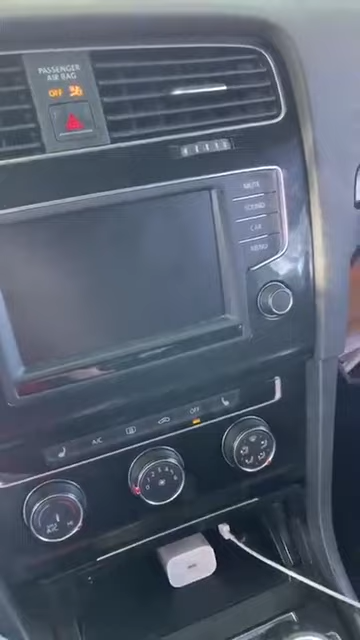 PASSENGER
AIR BAG
OFF
MUTE
SOUND
CAR
MENU
A/C
OFF